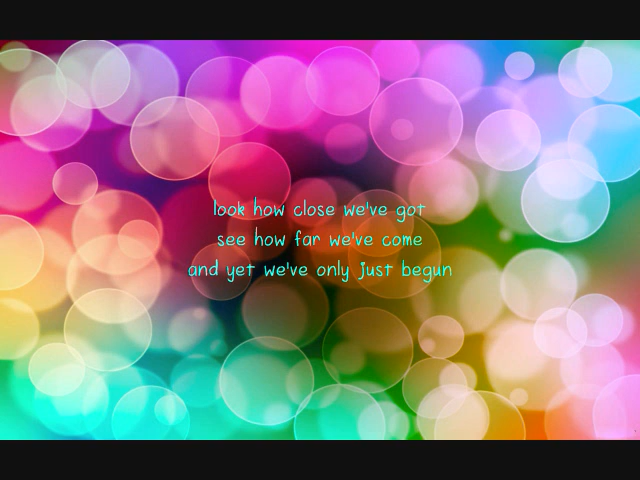 look how close we've got
see how far we've come
and yet we've only just begun